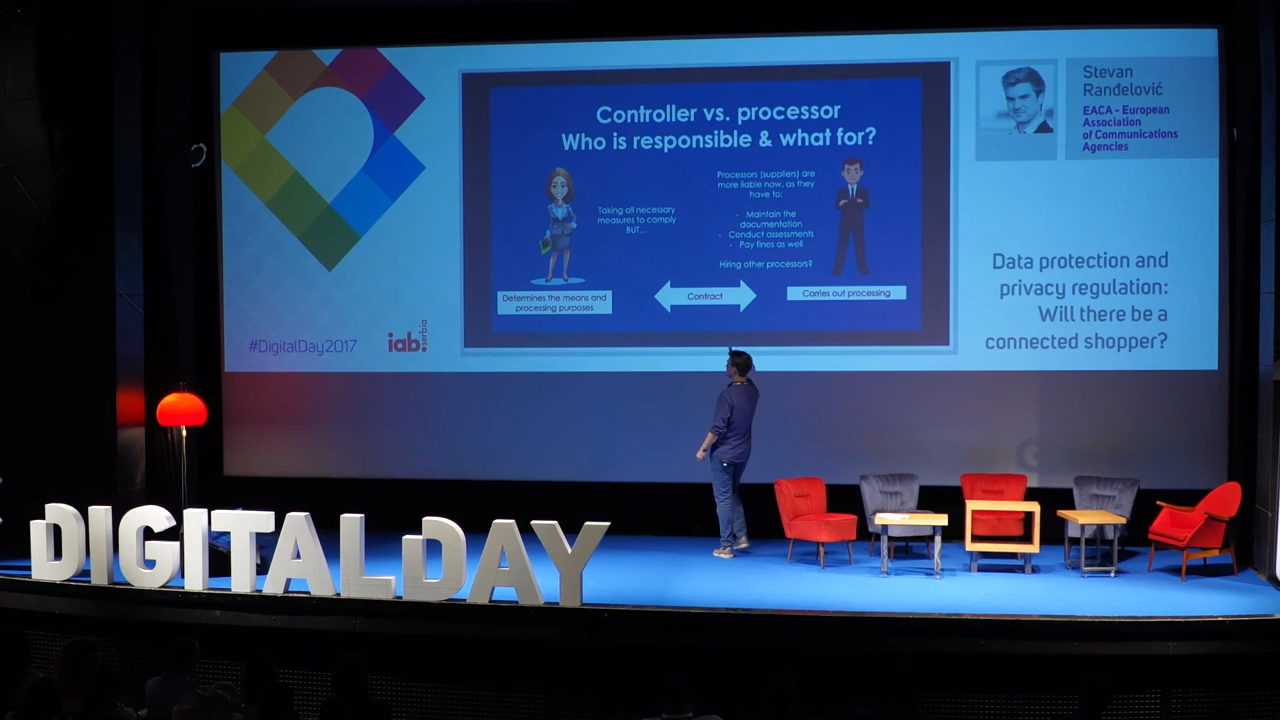 Controller vs. processor
Who is responsible & what for?
Taking all necessary
measures to comply
BUT...
Processors (suppliers) are
more liable now, as they
have to:
- Maintain the
documentation
- Conduct assessments
- Pay fines as well
Hiring other processors?
Determines the means and
processing purposes
Contract
Carries out processing
#DigitalDay2017
iab.
serbia
Stevan
Ranđelović
EACA - European
Association
of Communications
Agencies
Data protection and
privacy regulation:
Will there be a
connected shopper?
DIGITAL DAY